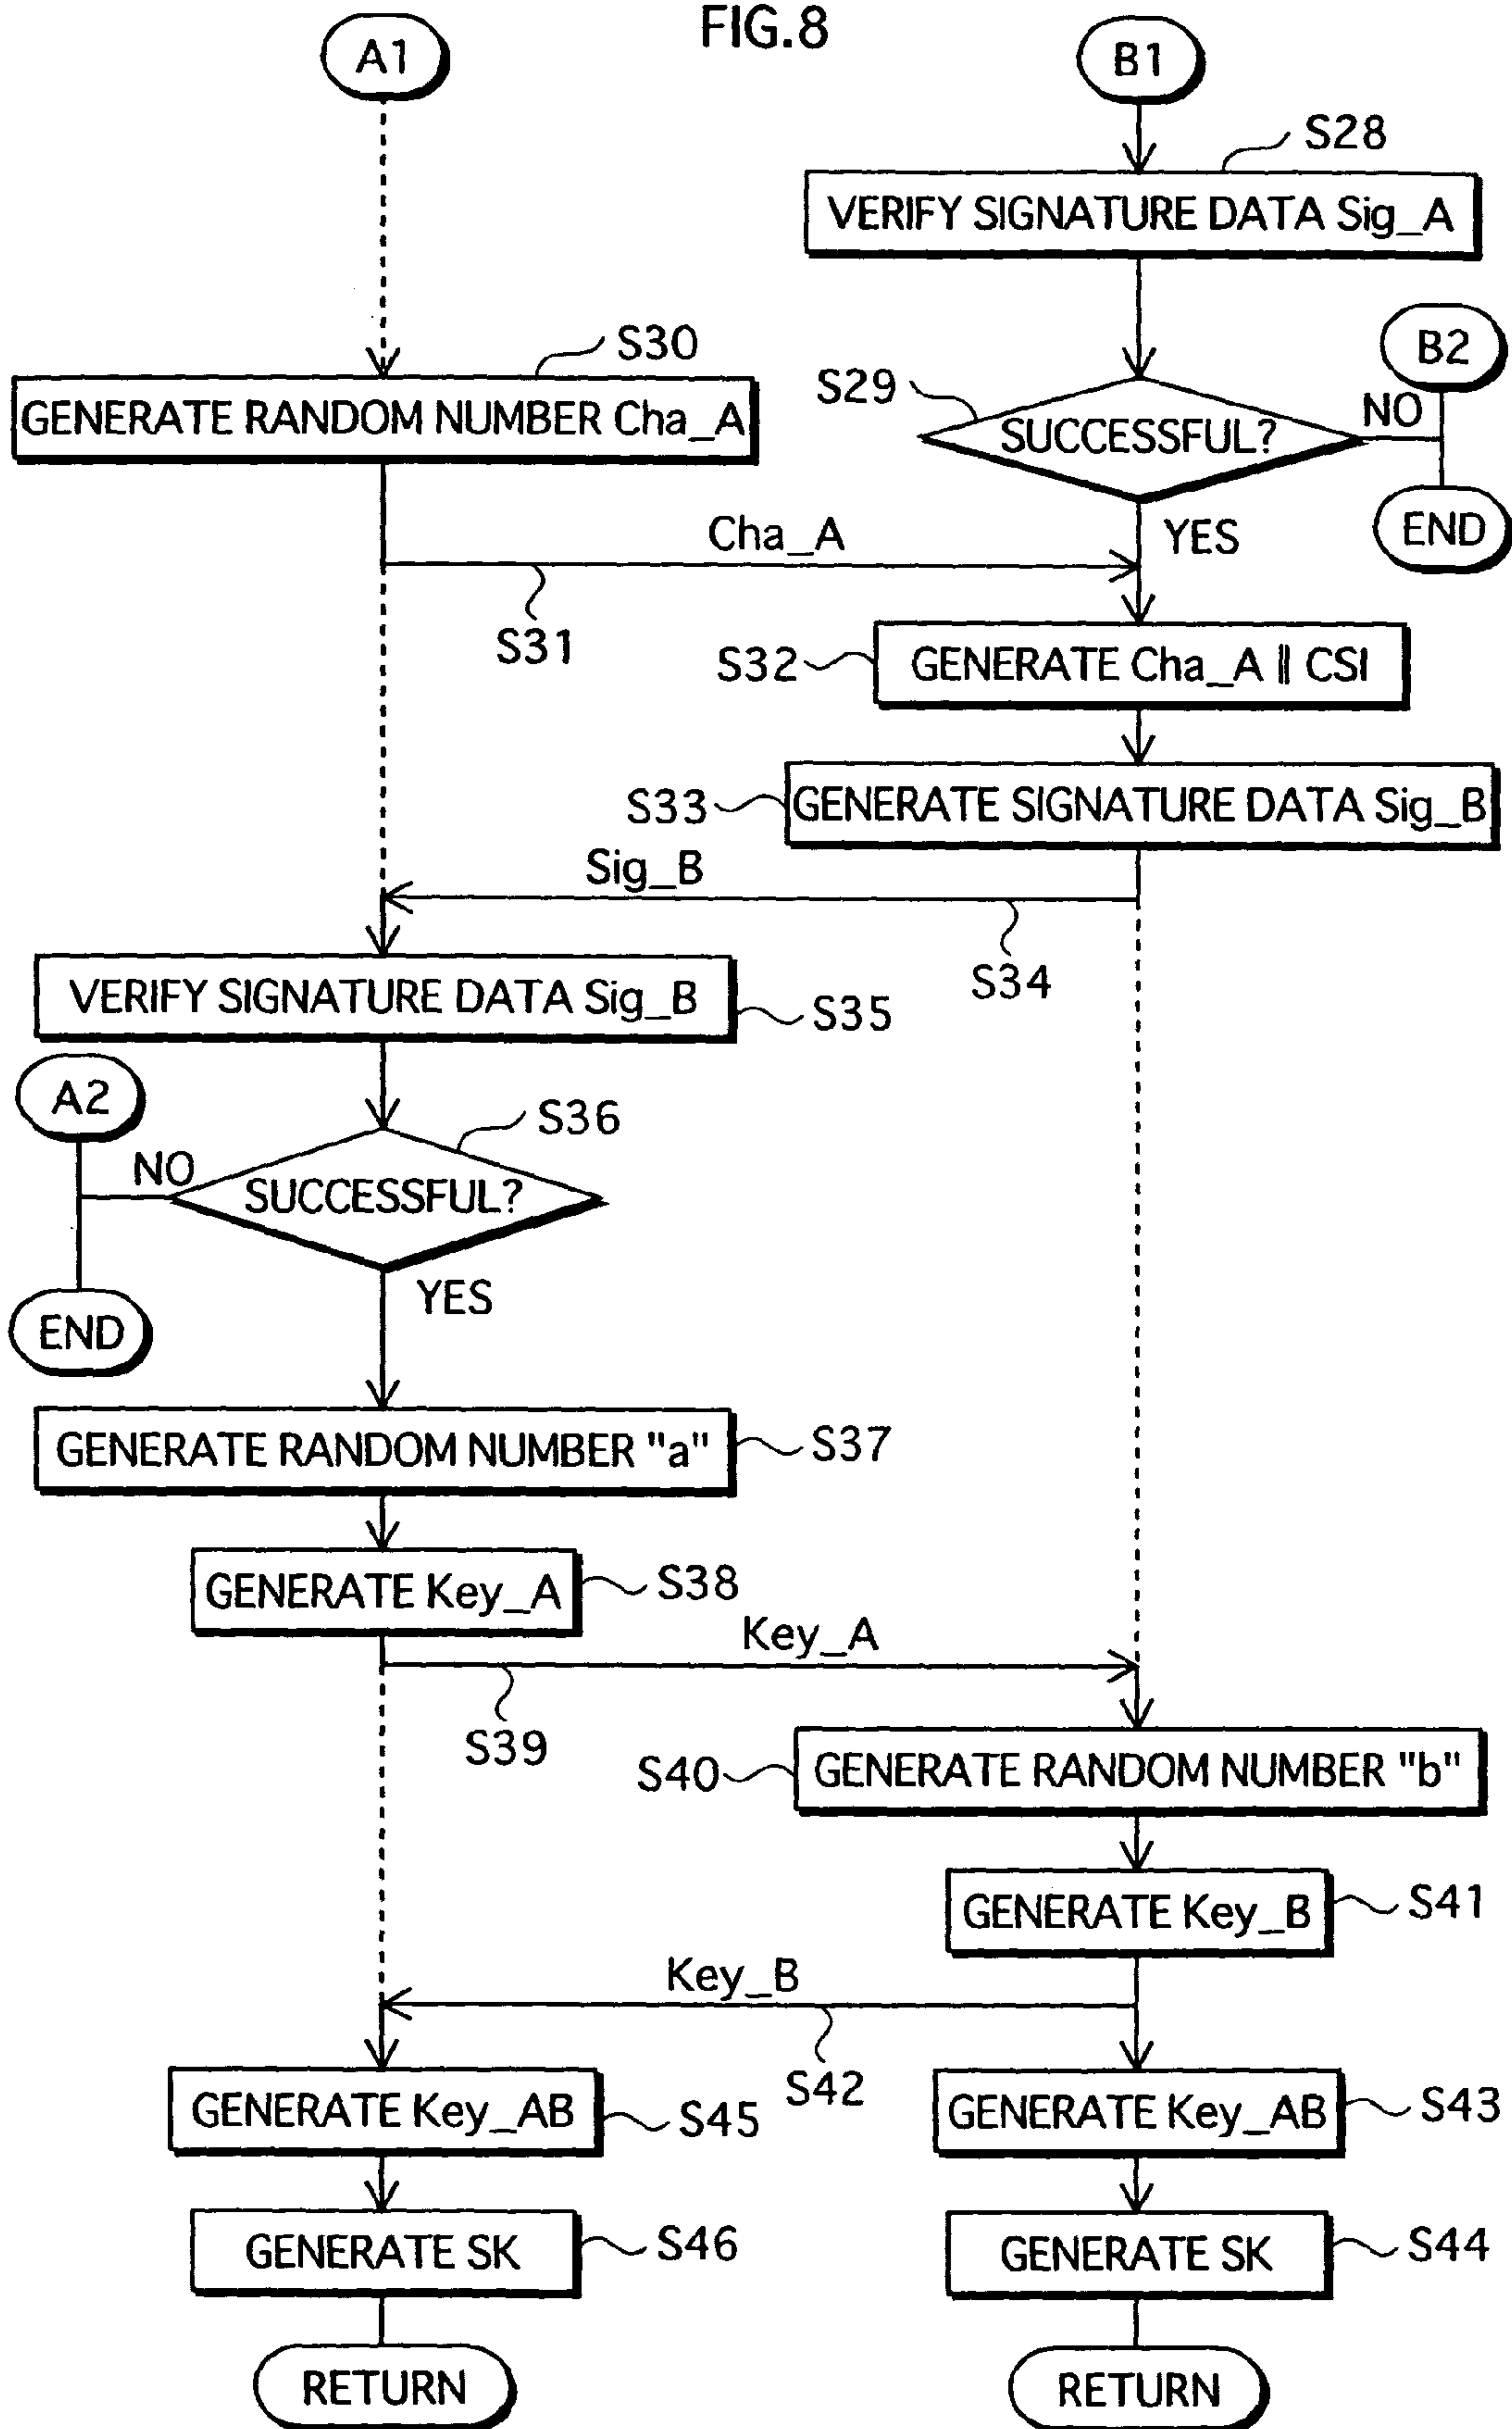 FIG.8
A1
B1
S28
VERIFY SIGNATURE DATA Sig_A
S30
GENERATE RANDOM NUMBER Cha_A
B2
S29
NO
SUCCESSFUL?
END
YES
Cha_A
S31
S32
GENERATE Cha_A || CSI
S33
GENERATE SIGNATURE DATA Sig_B
Sig_B
S34
VERIFY SIGNATURE DATA Sig_B
S35
A2
S36
NO
SUCCESSFUL?
YES
END
GENERATE RANDOM NUMBER "a"
S37
GENERATE Key_A
S38
Key_A
S39
S40
GENERATE RANDOM NUMBER "b"
GENERATE Key_B
S41
Key_B
S42
GENERATE Key_AB
S45
GENERATE Key_AB
S43
GENERATE SK
S46
GENERATE SK
S44
RETURN
RETURN